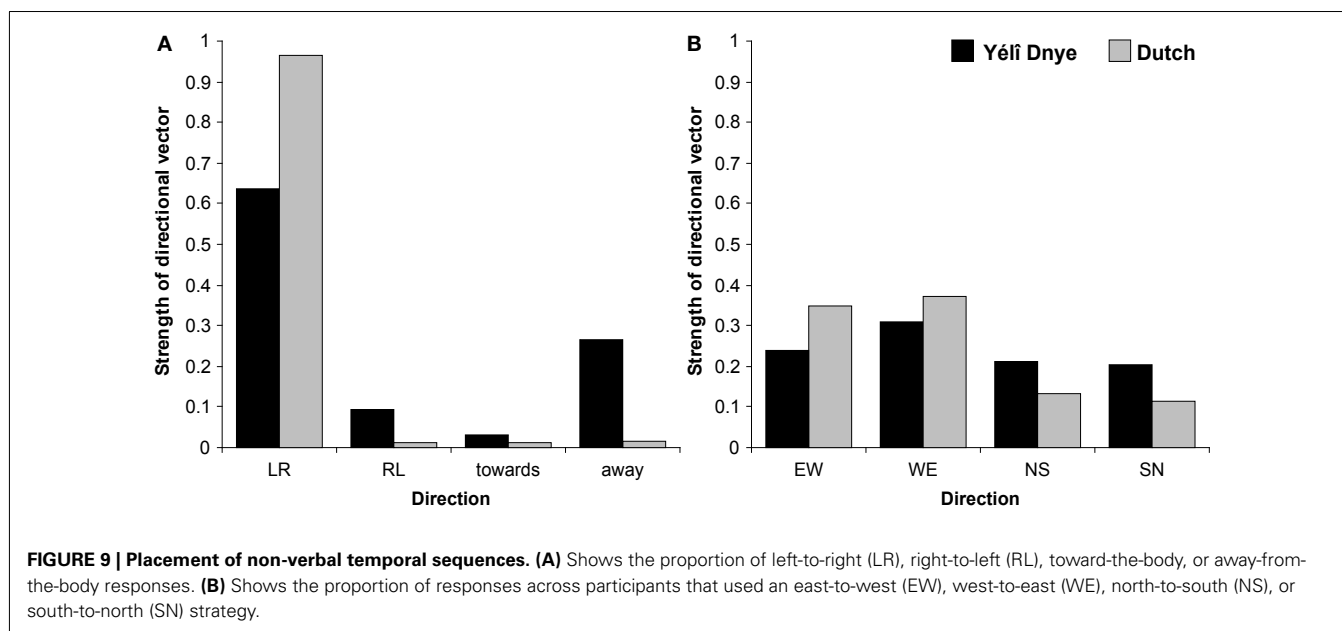 A
Strength of directional vector
1
0.9
0.8
0.7
0.6
0.5
0.4
0.3
0.2
0.1
0
LR RL towards away
Direction
B
Yélî Dnye Dutch
Strength of directional vector
1
0.9
0.8
0.7
0.6
0.5
0.4
0.3
0.2
0.1
0
EW WE NS SN
Direction
FIGURE 9 | Placement of non-verbal temporal sequences. (A) Shows the proportion of left-to-right (LR), right-to-left (RL), toward-the-body, or away-from-
the-body responses. (B) Shows the proportion of responses across participants that used an east-to-west (EW), west-to-east (WE), north-to-south (NS), or
south-to-north (SN) strategy.